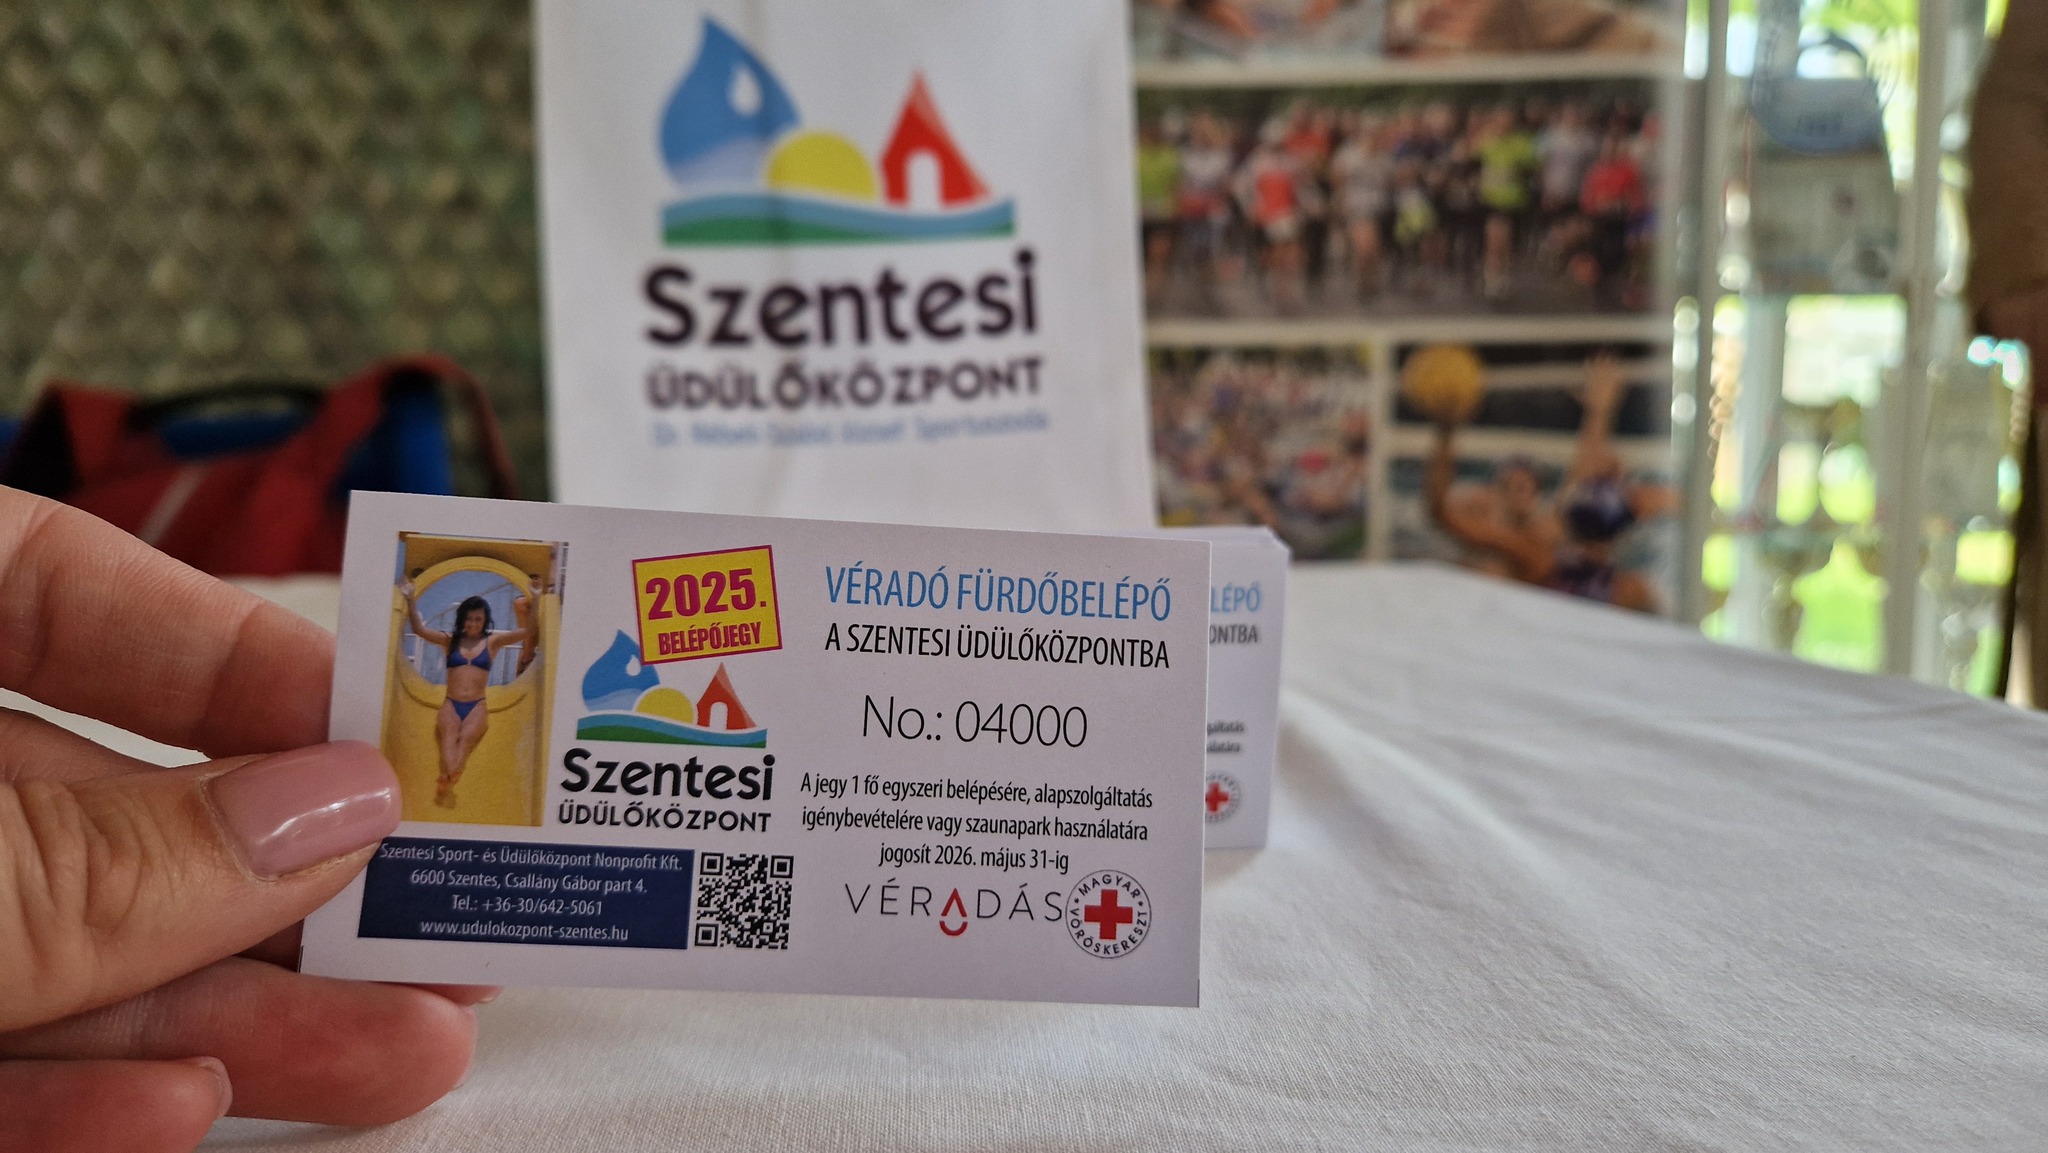 Szentesi
ÜDÜLŐKÖZPONT
2025.
BELÉPŐJEGY
Szentesi
ÜDÜLŐKÖZPONT
Szentesi Sport- és Üdülőközpont Nonprofit Kft.
6600 Szentes, Csallány Gábor part 4.
Tel.: +36-30/642-5061
www.udulokozpont-szentes.hu
VÉRADÓ FÜRDŐBELÉPŐ
A SZENTESI ÜDÜLŐKÖZPONTBA
No.: 04000
A jegy 1 fő egyszeri belépésére, alapszolgáltatás
igénybevételére vagy szaunapark használatára
jogosít 2026. május 31-ig
VÉRADÁS
MAGYAR
VÖRÖSKERESZT
LÉPŐ
ONTBA